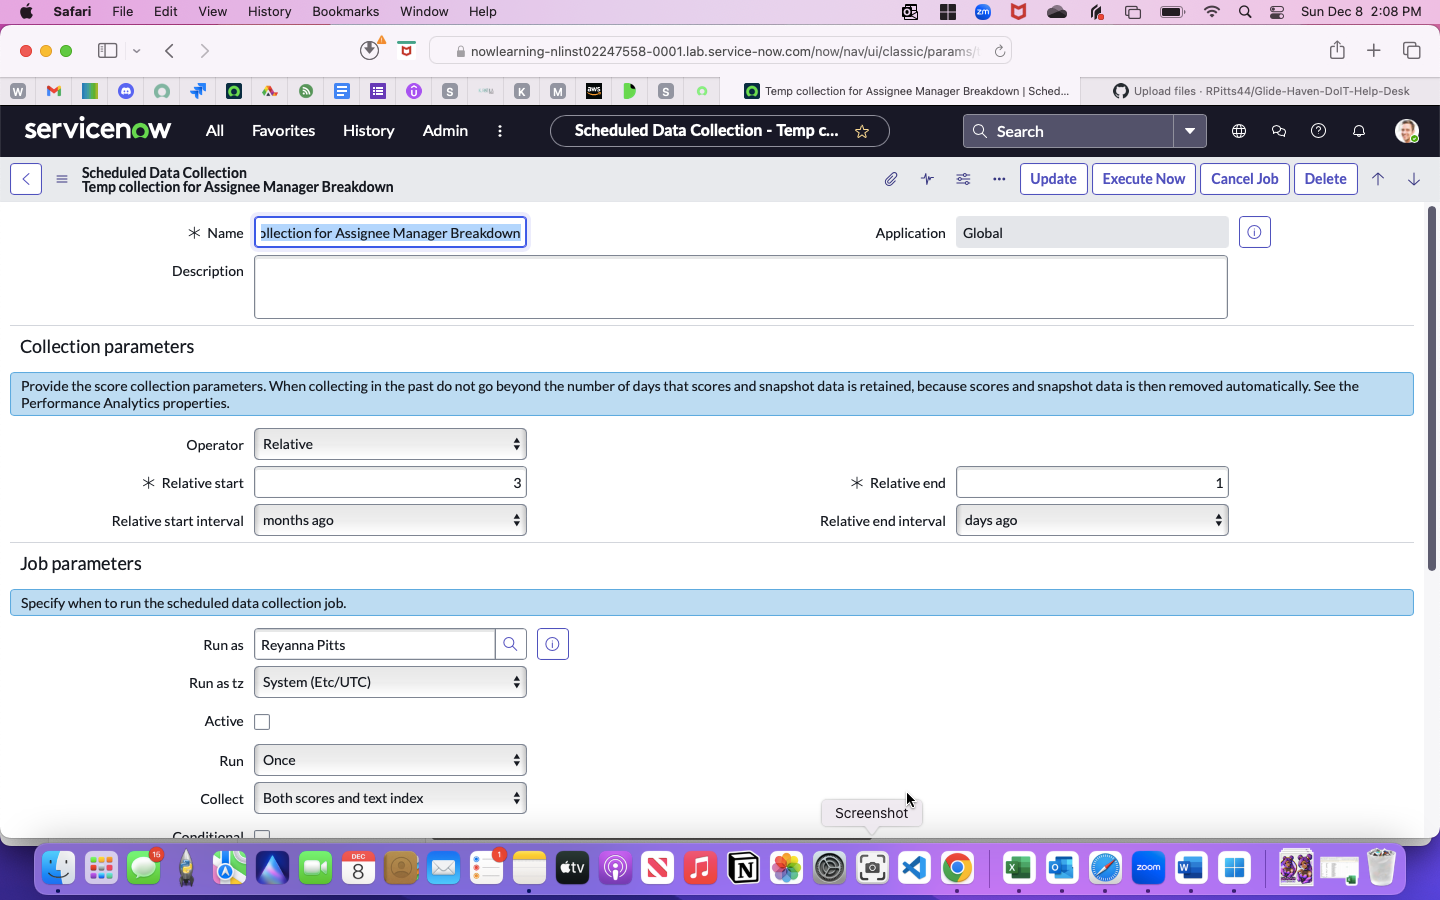 Safari File Edit View History Bookmarks Window Help Sun Dec 8 2:08 PM
nowlearning-nlinst02247558-0001.lab.service-now.com/now/nav/ui/classic/params/
Temp collection for Assignee Manager Breakdown | Sched... Upload files · RPitts44/Glide-Haven-DoIT-Help-Desk
servicenow All Favorites History Admin Scheduled Data Collection - Temp c... Search
Scheduled Data Collection
Temp collection for Assignee Manager Breakdown
Update Execute Now Cancel Job Delete
Name ollection for Assignee Manager Breakdown Application Global
Description
Collection parameters
Provide the score collection parameters. When collecting in the past do not go beyond the number of days that scores and snapshot data is retained, because scores and snapshot data is then removed automatically. See the
Performance Analytics properties.
Operator Relative
Relative start 3 Relative end 1
Relative start interval months ago Relative end interval days ago
Job parameters
Specify when to run the scheduled data collection job.
Run as Reyanna Pitts
Run as tz System (Etc/UTC)
Active
Run Once
Collect Both scores and text index
Screenshot
Conditional
15 DEC 8 1 tv zoom